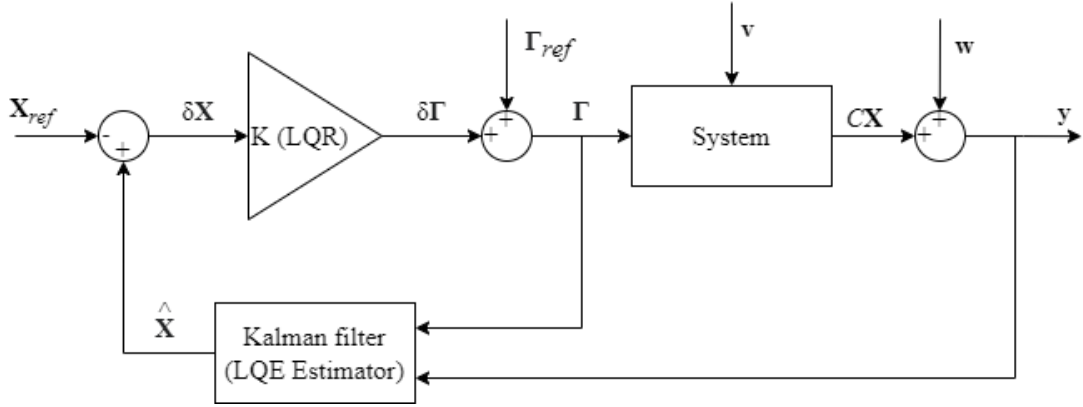 X_ref
-
+
δX
K (LQR)
δΓ
Γ_ref
+
+
Γ
v
System
CX
w
+
+
y
X̂
Kalman filter
(LQE Estimator)